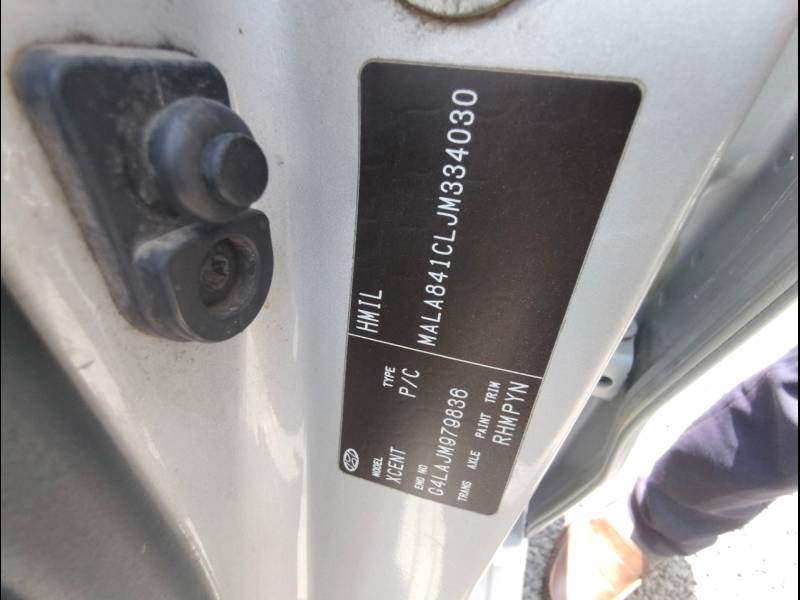 HMIL
MALA841CLJM334030
MODEL TYPE
XCENT P/C
ENG NO
G4LAJM979836
TRANS AXLE PAINT TRIM
RHMPYN